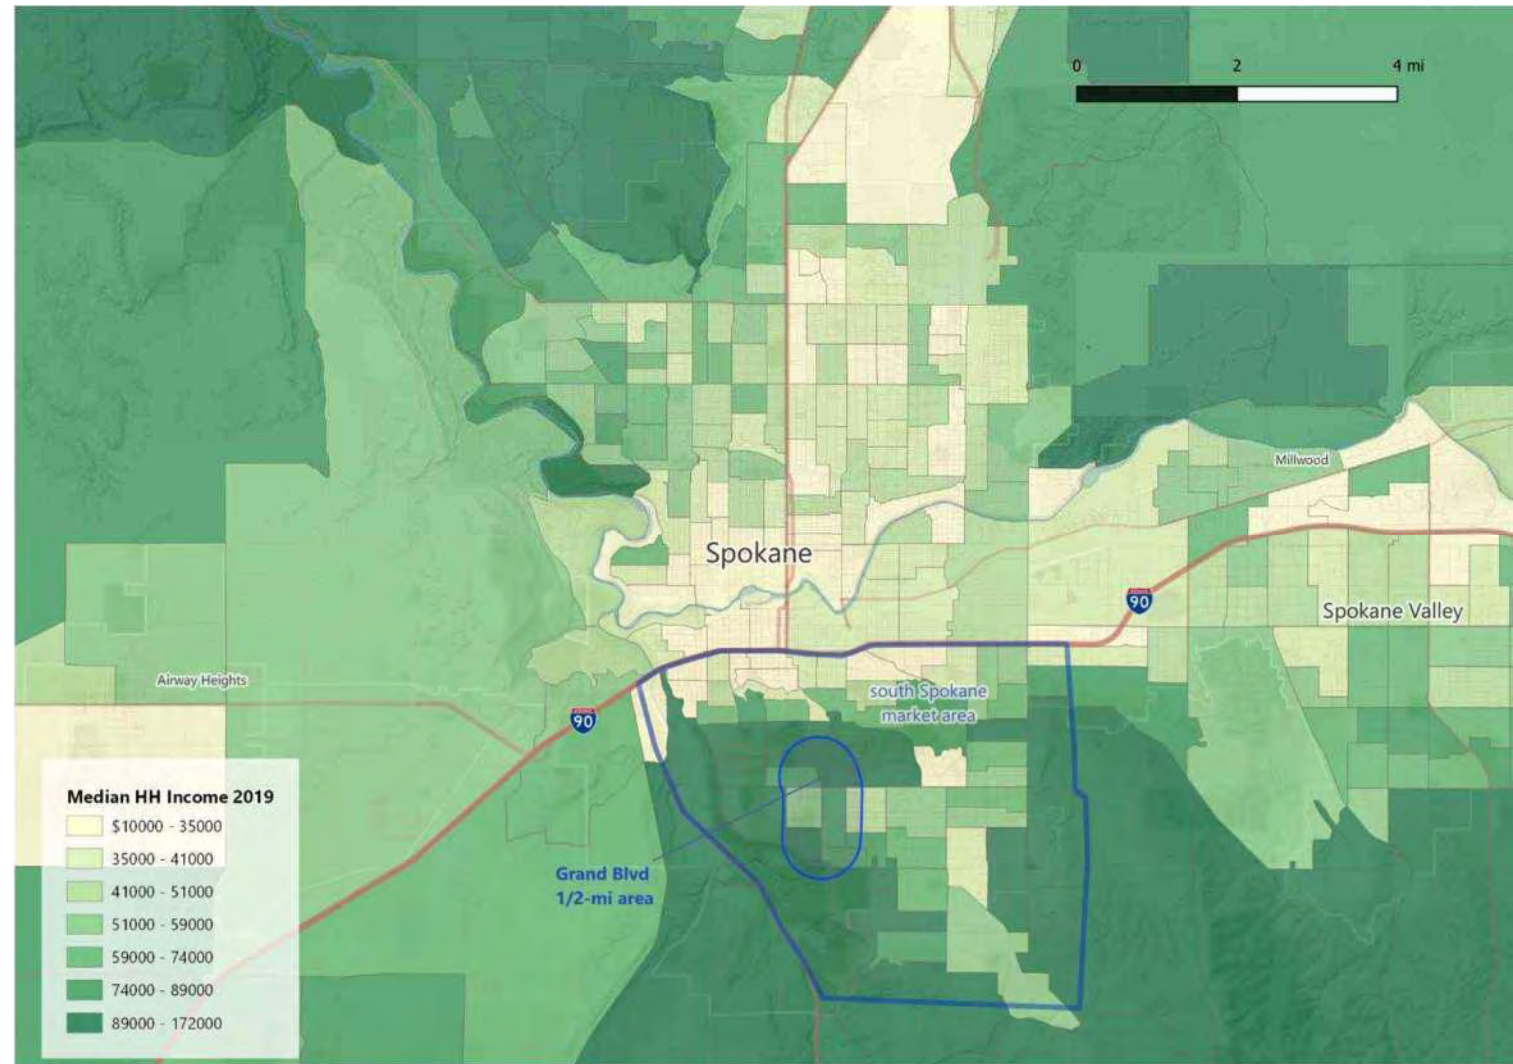 0 2 4 mi
Millwood
Spokane
90
Spokane Valley
Airway Heights
south Spokane
market area
90
Grand Blvd
1/2-mi area
Median HH Income 2019
$10000 - 35000
35000 - 41000
41000 - 51000
51000 - 59000
59000 - 74000
74000 - 89000
89000 - 172000